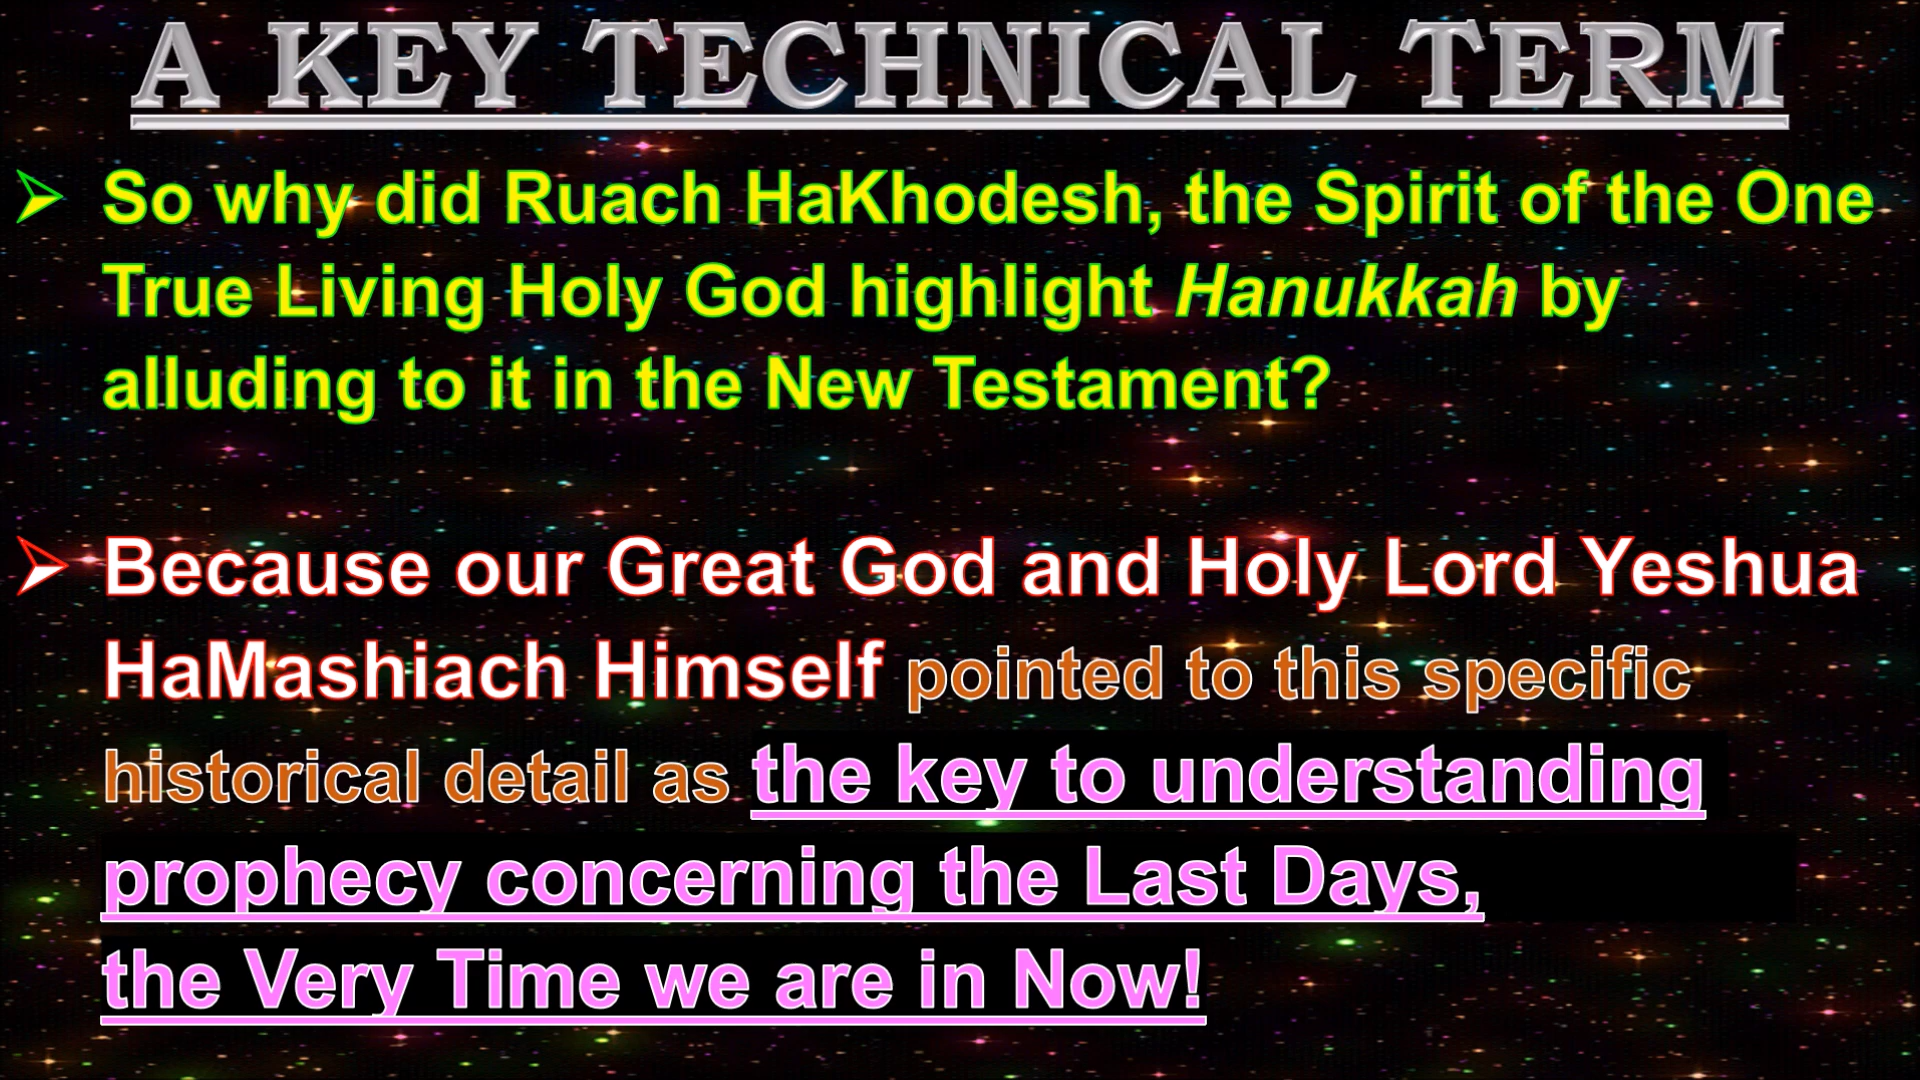 A KEY TECHNICAL TERM
So why did Ruach HaKhodesh, the Spirit of the One
True Living Holy God highlight Hanukkah by
alluding to it in the New Testament?
Because our Great God and Holy Lord Yeshua
HaMashiach Himself pointed to this specific
historical detail as the key to understanding
prophecy concerning the Last Days,
the Very Time we are in Now!